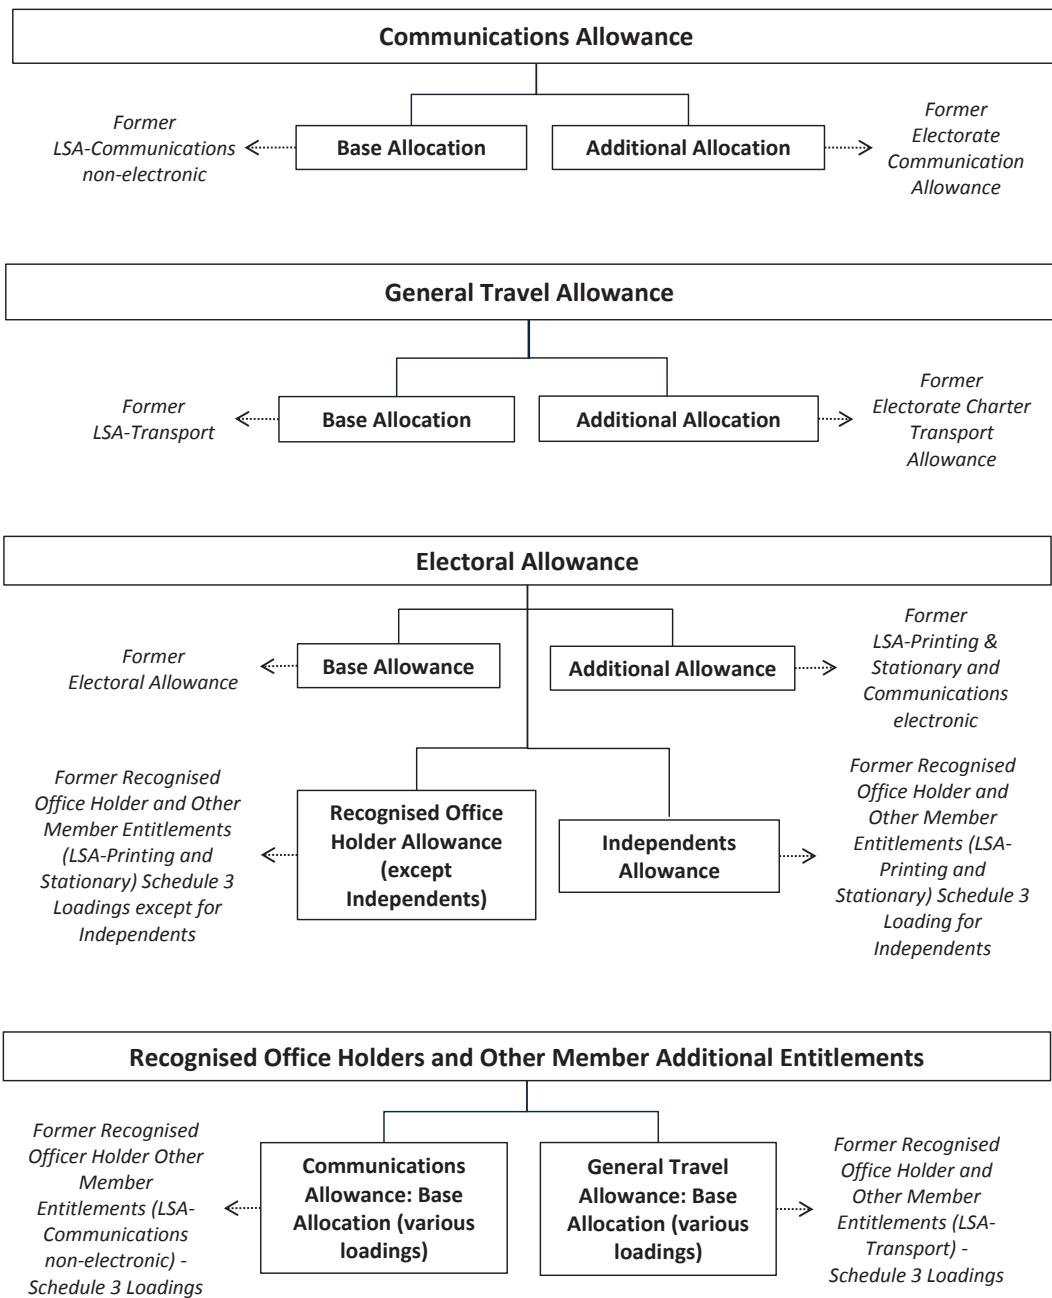 Communications Allowance
Former
LSA-Communications
non-electronic
Base Allocation
Additional Allocation
Former
Electorate
Communication
Allowance
General Travel Allowance
Former
LSA-Transport
Base Allocation
Additional Allocation
Former
Electorate Charter
Transport
Allowance
Electoral Allowance
Former
Electoral Allowance
Base Allowance
Additional Allowance
Former
LSA-Printing &
Stationary and
Communications
electronic
Former Recognised
Office Holder and Other
Member Entitlements
(LSA-Printing and
Stationary) Schedule 3
Loadings except for
Independents
Recognised Office
Holder Allowance
(except
Independents)
Independents
Allowance
Former Recognised
Office Holder and
Other Member
Entitlements (LSA-
Printing and
Stationary) Schedule 3
Loading for
Independents
Recognised Office Holders and Other Member Additional Entitlements
Former Recognised
Officer Holder Other
Member
Entitlements (LSA-
Communications
non-electronic) -
Schedule 3 Loadings
Communications
Allowance: Base
Allocation (various
loadings)
General Travel
Allowance: Base
Allocation (various
loadings)
Former Recognised
Office Holder and
Other Member
Entitlements (LSA-
Transport) -
Schedule 3 Loadings